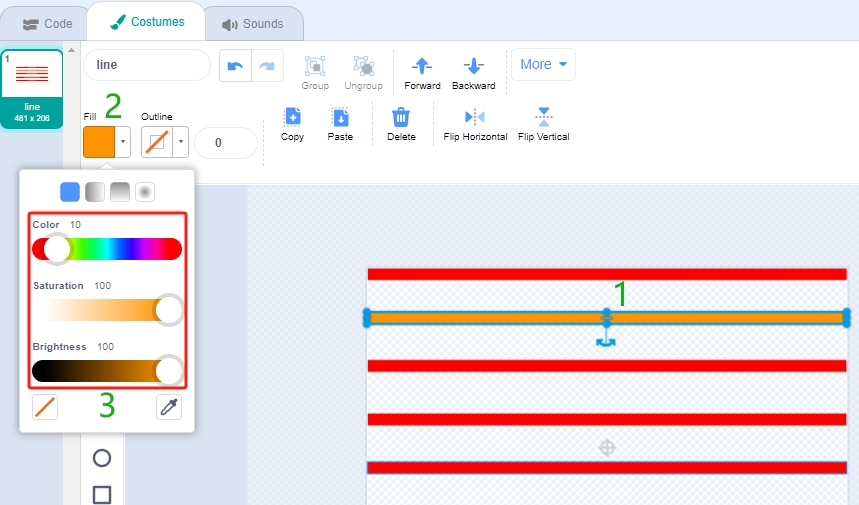 Code
Costumes
Sounds
1
line
481 x 206
line
Group
Ungroup
Forward
Backward
More
Fill
2
Outline
0
Copy
Paste
Delete
Flip Horizontal
Flip Vertical
Color 10
Saturation 100
Brightness 100
3
1